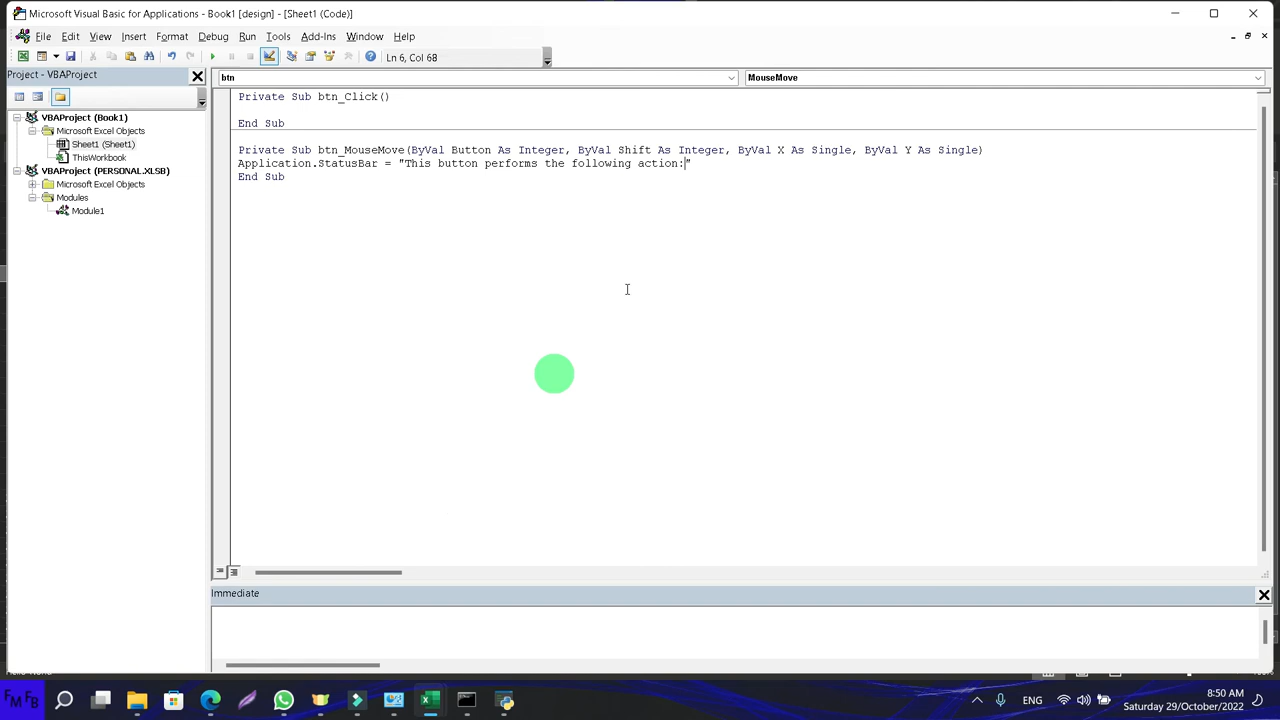 Microsoft Visual Basic for Applications - Book1 [design] - [Sheet1 (Code)]
File Edit View Insert Format Debug Run Tools Add-Ins Window Help
Ln 6, Col 68
Project - VBAProject
btn
MouseMove
VBAProject (Book1)
Microsoft Excel Objects
Sheet1 (Sheet1)
ThisWorkbook
VBAProject (PERSONAL.XLSB)
Microsoft Excel Objects
Modules
Module1
Private Sub btn_Click()
End Sub
Private Sub btn_MouseMove(ByVal Button As Integer, ByVal Shift As Integer, ByVal X As Single, ByVal Y As Single)
Application.StatusBar = "This button performs the following action:"
End Sub
Immediate
FM FB
ENG
8:50 AM
Saturday 29/October/2022